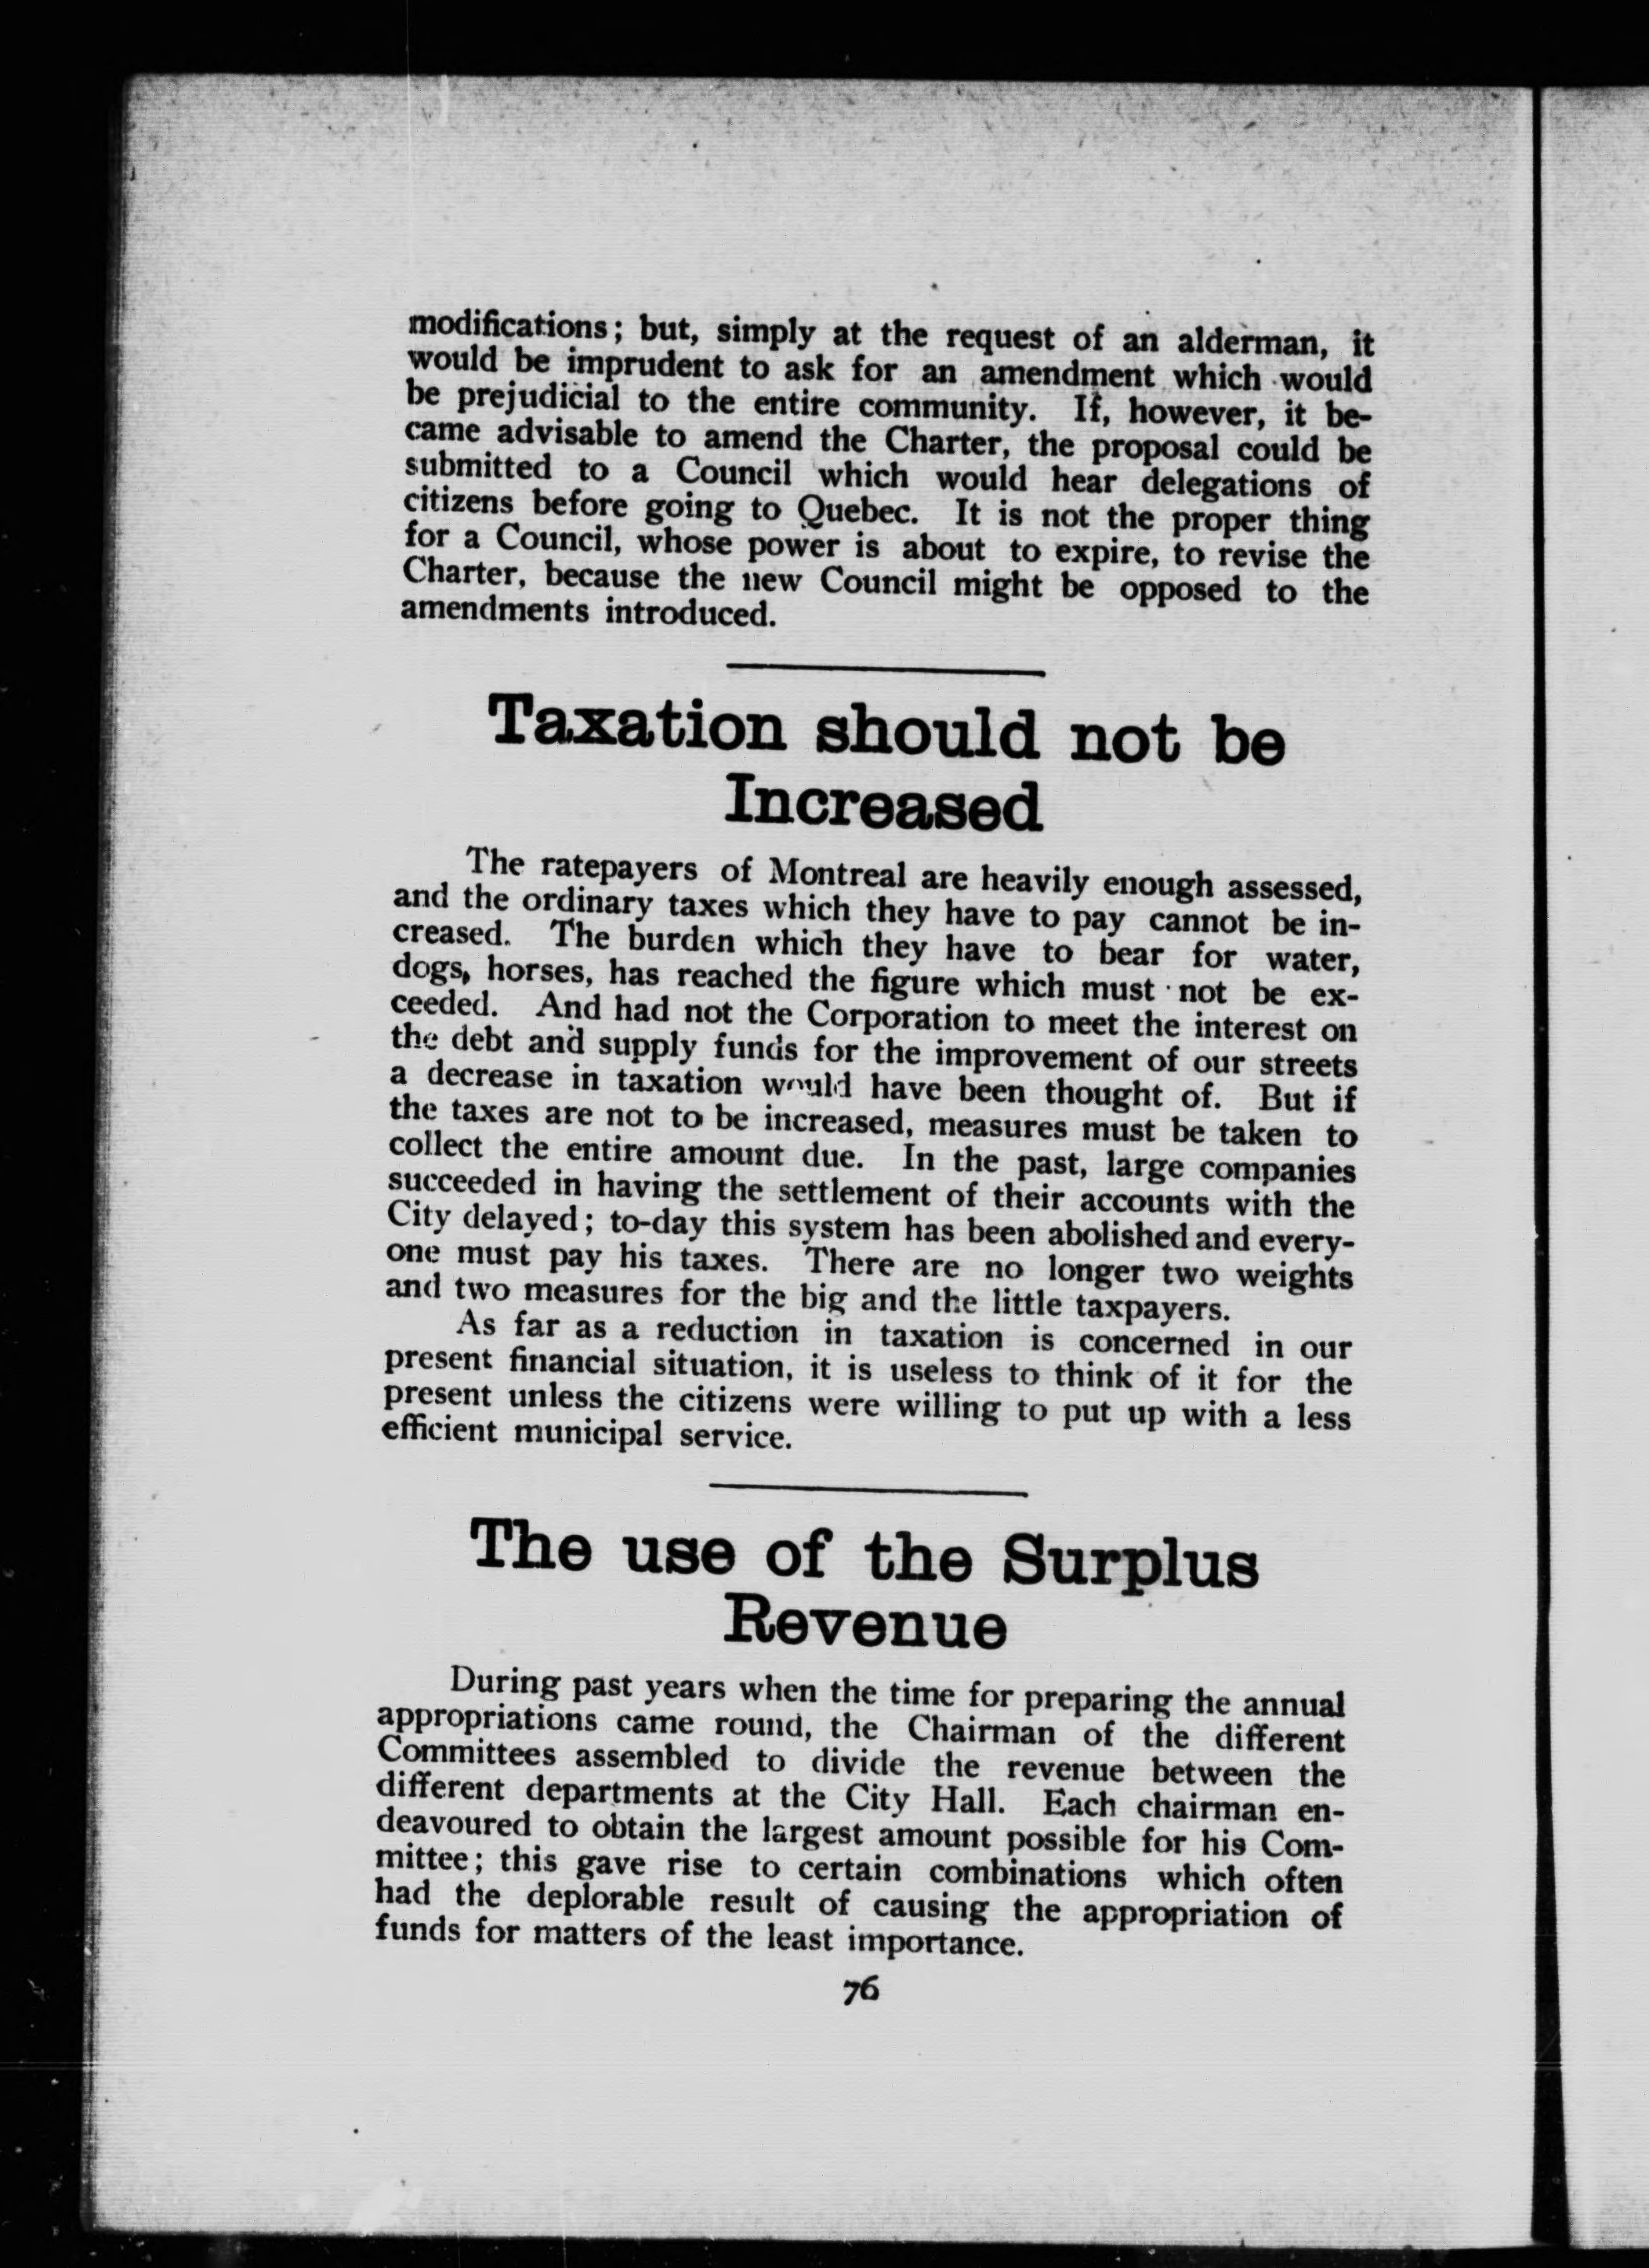 modifications; but, simply at the request of an alderman, it
would be imprudent to ask for an amendment which would
be prejudicial to the entire community. If, however, it be-
came advisable to amend the Charter, the proposal could be
submitted to a Council which would hear delegations of
citizens before going to Quebec. It is not the proper thing
for a Council, whose power is about to expire, to revise the
Charter, because the new Council might be opposed to the
amendments introduced.
Taxation should not be
Increased
The ratepayers of Montreal are heavily enough assessed,
and the ordinary taxes which they have to pay cannot be in-
creased. The burden which they have to bear for water,
dogs, horses, has reached the figure which must not be ex-
ceeded. And had not the Corporation to meet the interest on
the debt and supply funds for the improvement of our streets
a decrease in taxation would have been thought of. But if
the taxes are not to be increased, measures must be taken to
collect the entire amount due. In the past, large companies
succeeded in having the settlement of their accounts with the
City delayed; to-day this system has been abolished and every-
one must pay his taxes. There are no longer two weights
and two measures for the big and the little taxpayers.
As far as a reduction in taxation is concerned in our
present financial situation, it is useless to think of it for the
present unless the citizens were willing to put up with a less
efficient municipal service.
The use of the Surplus
Revenue
During past years when the time for preparing the annual
appropriations came round, the Chairman of the different
Committees assembled to divide the revenue between the
different departments at the City Hall. Each chairman en-
deavoured to obtain the largest amount possible for his Com-
mittee; this gave rise to certain combinations which often
had the deplorable result of causing the appropriation of
funds for matters of the least importance.
76